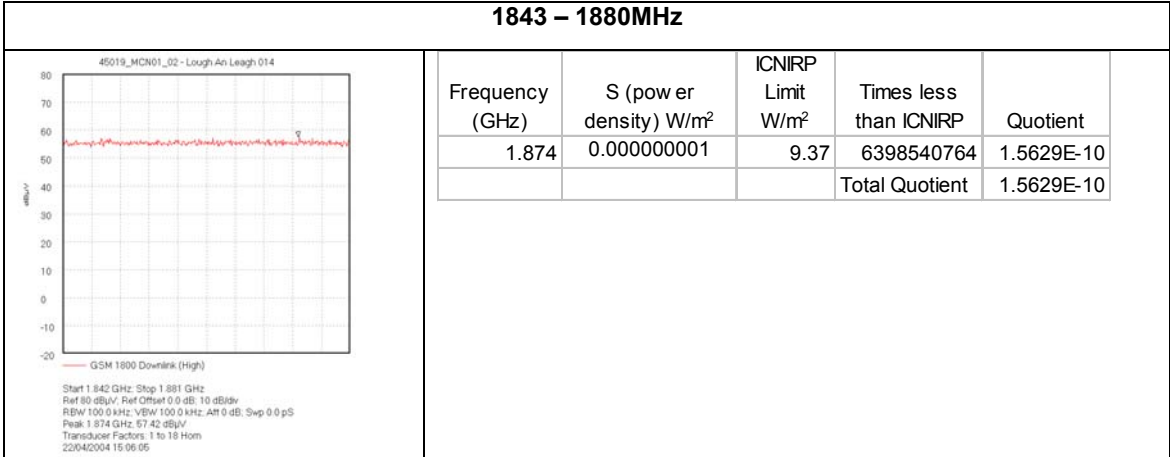 1843 – 1880MHz
45019_MCN01_02 - Lough An Leagh 014
80
70
60
50
40
30
20
10
0
-10
-20
dBµV
GSM 1800 Downlink (High)
Start 1.842 GHz; Stop 1.881 GHz
Ref 80 dBµV; Ref Offset 0.0 dB; 10 dB/div
RBW 100.0 kHz; VBW 100.0 kHz; Att 0 dB; Swp 0.0 pS
Peak 1.874 GHz, 57.42 dBµV
Transducer Factors: 1 to 18 Horn
22/04/2004 15:06:05
Frequency (GHz) S (pow er density) W/m² ICNIRP Limit W/m² Times less than ICNIRP Quotient
1.874 0.000000001 9.37 6398540764 1.5629E-10
Total Quotient 1.5629E-10